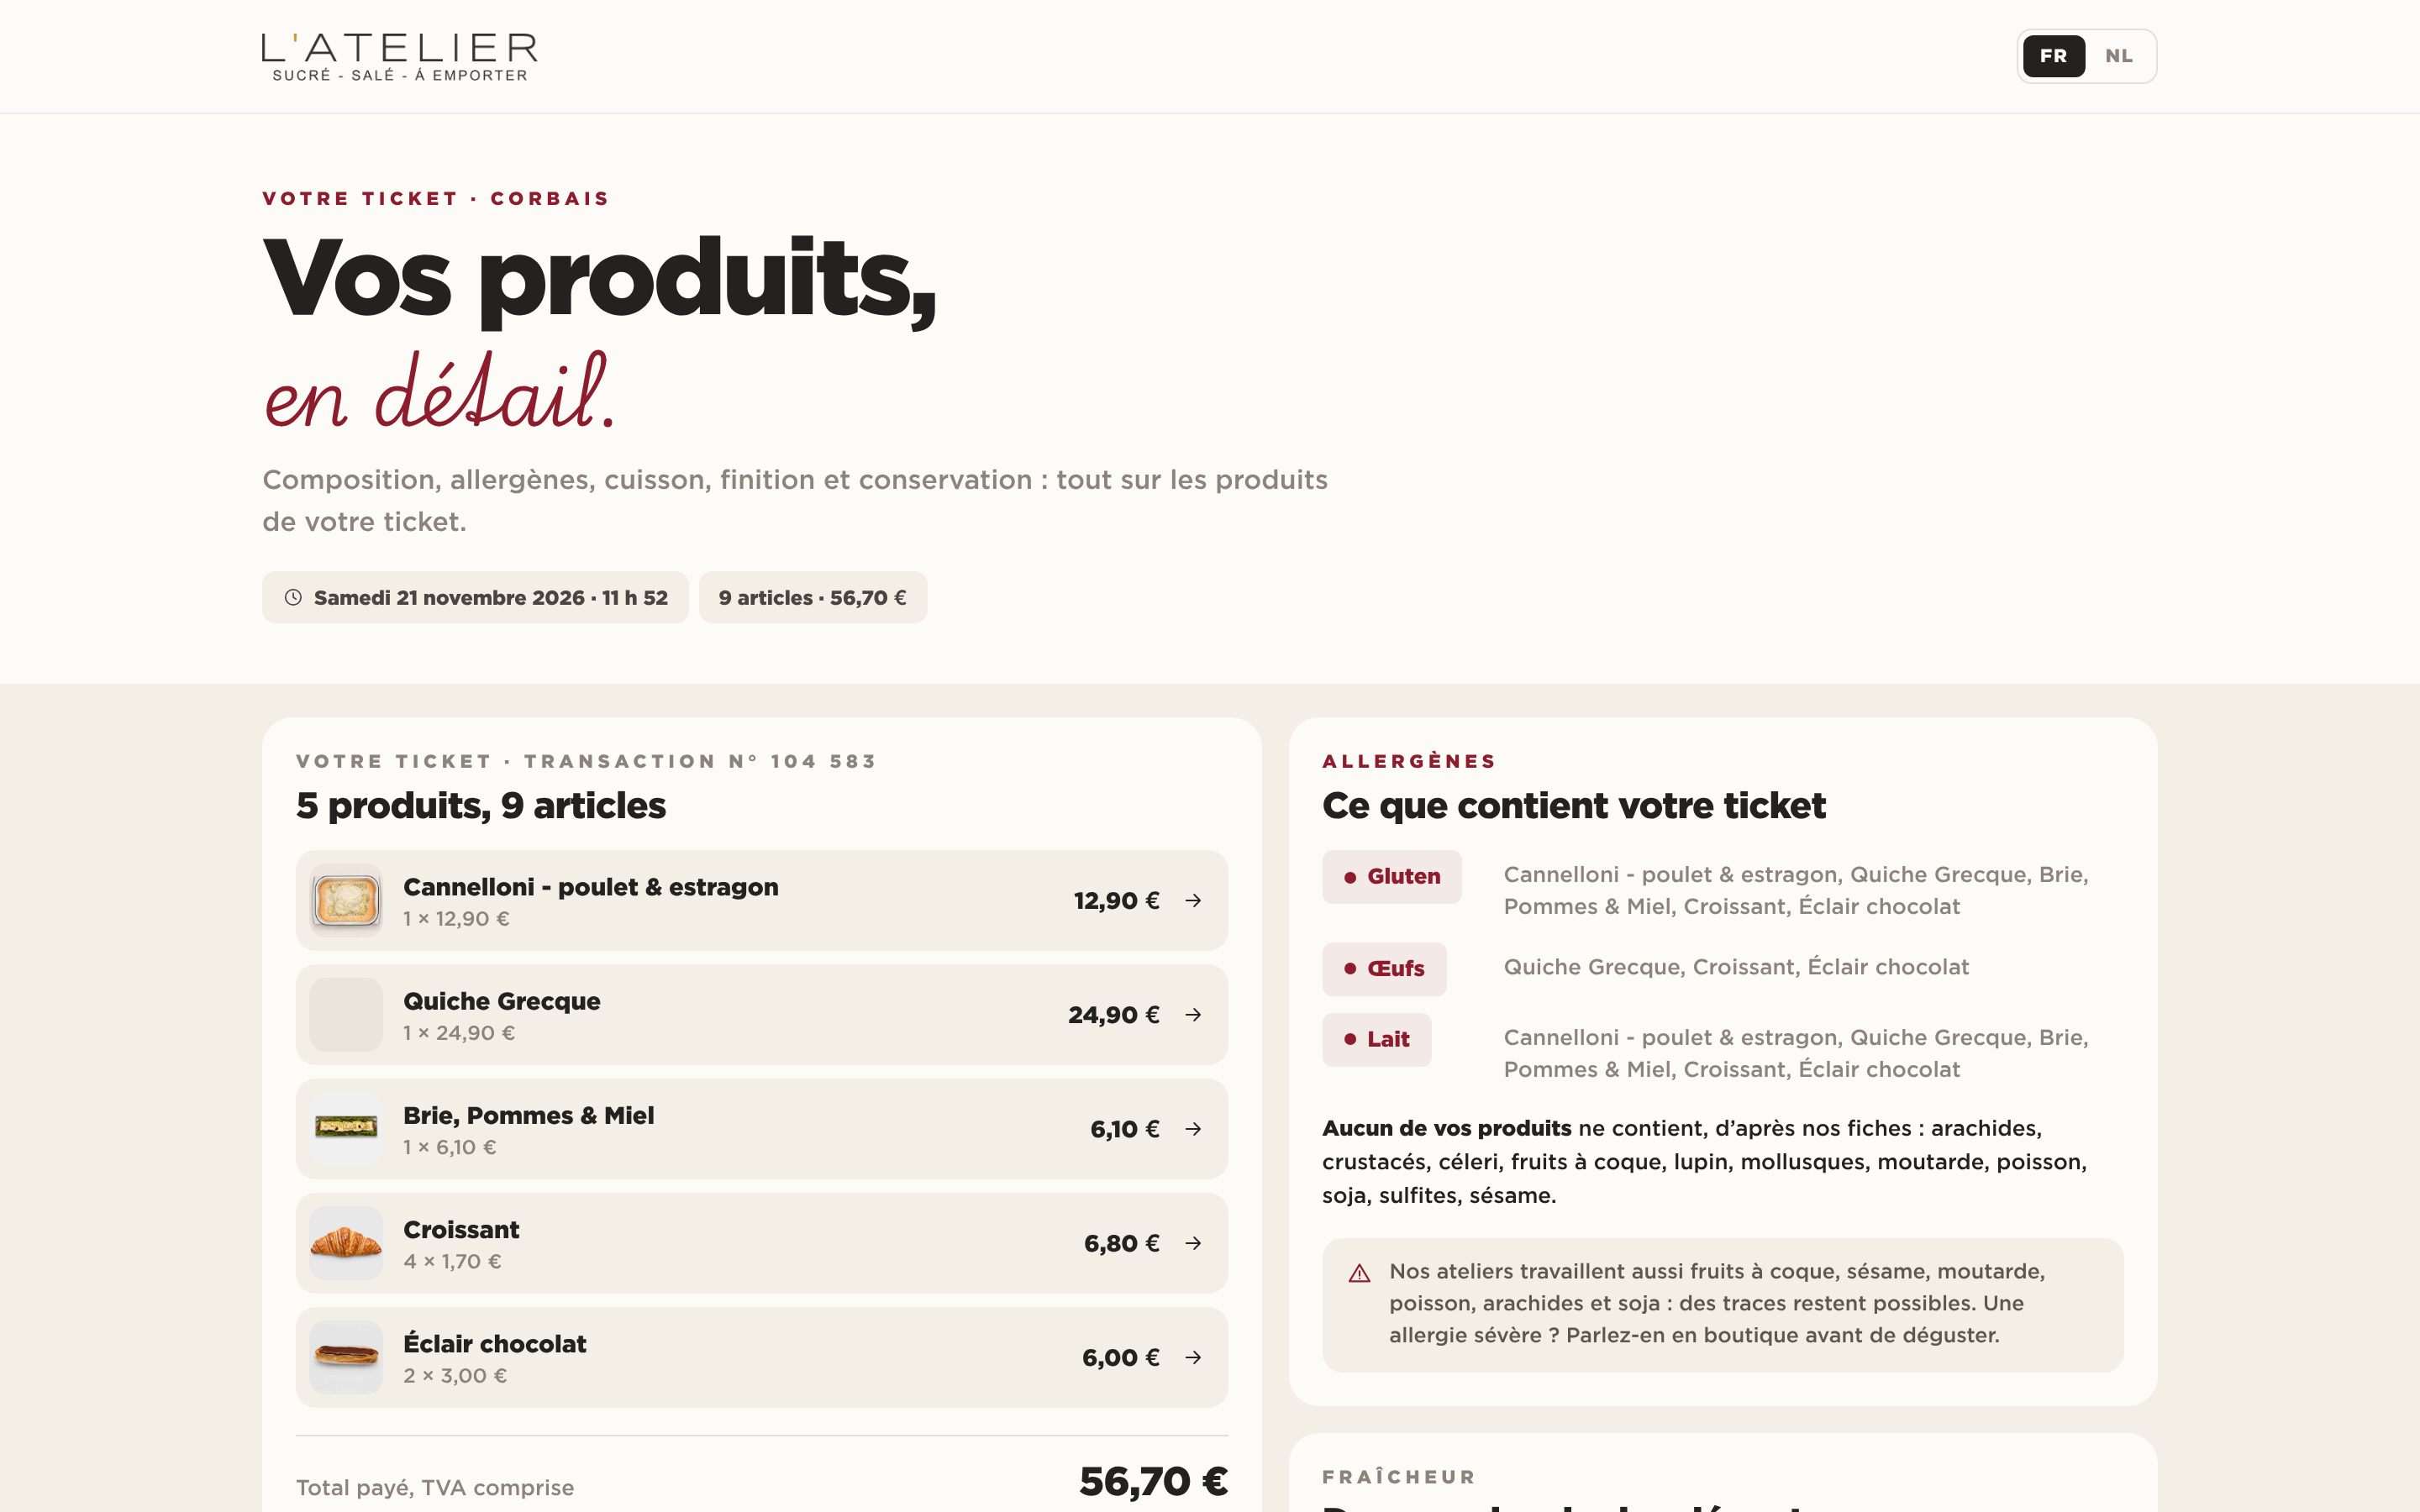 L'ATELIER
SUCRÉ - SALÉ - Á EMPORTER
FR
NL
VOTRE TICKET · CORBAIS
Vos produits,
en détail.
Composition, allergènes, cuisson, finition et conservation : tout sur les produits
de votre ticket.
Samedi 21 novembre 2026 · 11 h 52
9 articles · 56,70 €
VOTRE TICKET · TRANSACTION N° 104 583
5 produits, 9 articles
Cannelloni - poulet & estragon
1 × 12,90 €
12,90 €
Quiche Grecque
1 × 24,90 €
24,90 €
Brie, Pommes & Miel
1 × 6,10 €
6,10 €
Croissant
4 × 1,70 €
6,80 €
Éclair chocolat
2 × 3,00 €
6,00 €
Total payé, TVA comprise
56,70 €
ALLERGÈNES
Ce que contient votre ticket
Gluten
Cannelloni - poulet & estragon, Quiche Grecque, Brie,
Pommes & Miel, Croissant, Éclair chocolat
Œufs
Quiche Grecque, Croissant, Éclair chocolat
Lait
Cannelloni - poulet & estragon, Quiche Grecque, Brie,
Pommes & Miel, Croissant, Éclair chocolat
Aucun de vos produits ne contient, d’après nos fiches : arachides,
crustacés, céleri, fruits à coque, lupin, mollusques, moutarde, poisson,
soja, sulfites, sésame.
Nos ateliers travaillent aussi fruits à coque, sésame, moutarde,
poisson, arachides et soja : des traces restent possibles. Une
allergie sévère ? Parlez-en en boutique avant de déguster.
FRAÎCHEUR